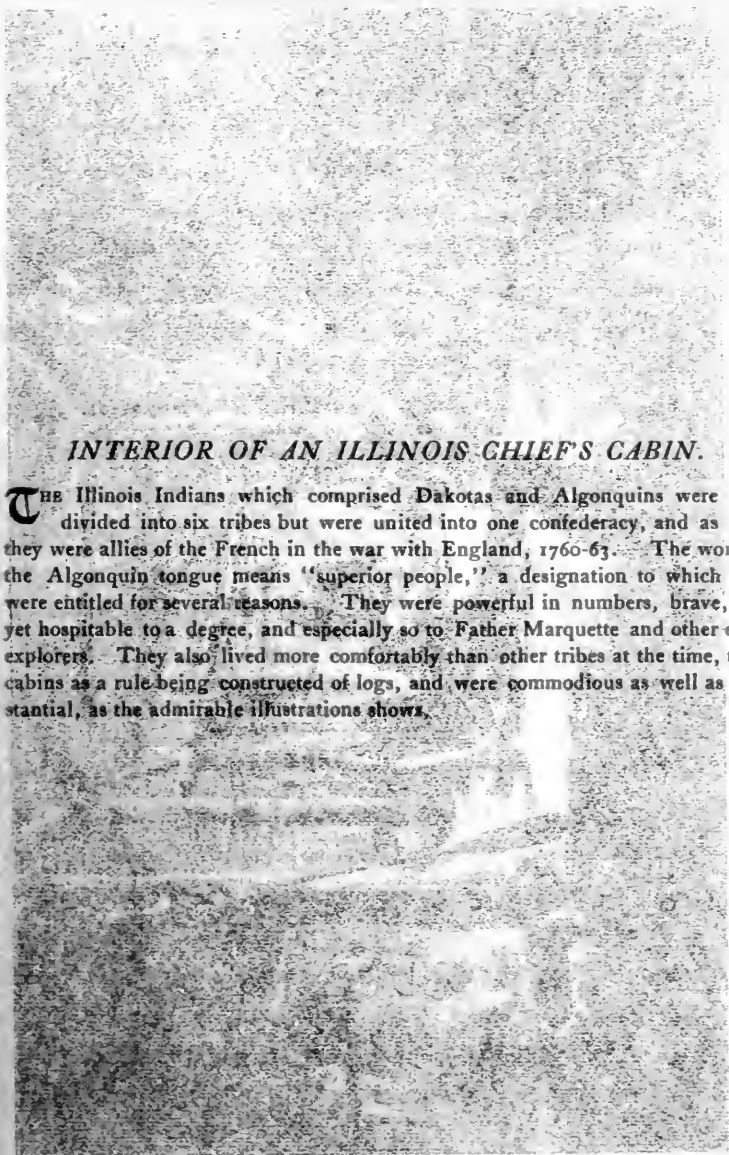 INTERIOR OF AN ILLINOIS CHIEF'S CABIN.
THE Illinois Indians which comprised Dakotas and Algonquins were
divided into six tribes but were united into one confederacy, and as
they were allies of the French in the war with England, 1760-63. The
the Algonquin tongue means "superior people," a designation to which
were entitled for several reasons. They were powerful in numbers, brave,
yet hospitable to a degree, and especially so to Father Marquette and other
explorers. They also lived more comfortably than other tribes at the time,
cabins as a rule being constructed of logs, and were commodious as well as
stantial, as the admirable illustrations shows,